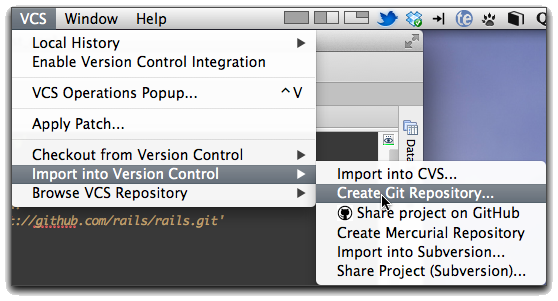 VCS Window Help
Local History
Enable Version Control Integration
VCS Operations Popup... ^V
Apply Patch...
Checkout from Version Control
Import into Version Control
Browse VCS Repository
Data
Import into CVS...
Create Git Repository...
Share project on GitHub
Create Mercurial Repository
Import into Subversion...
Share Project (Subversion)...
://github.com/rails/rails.git'